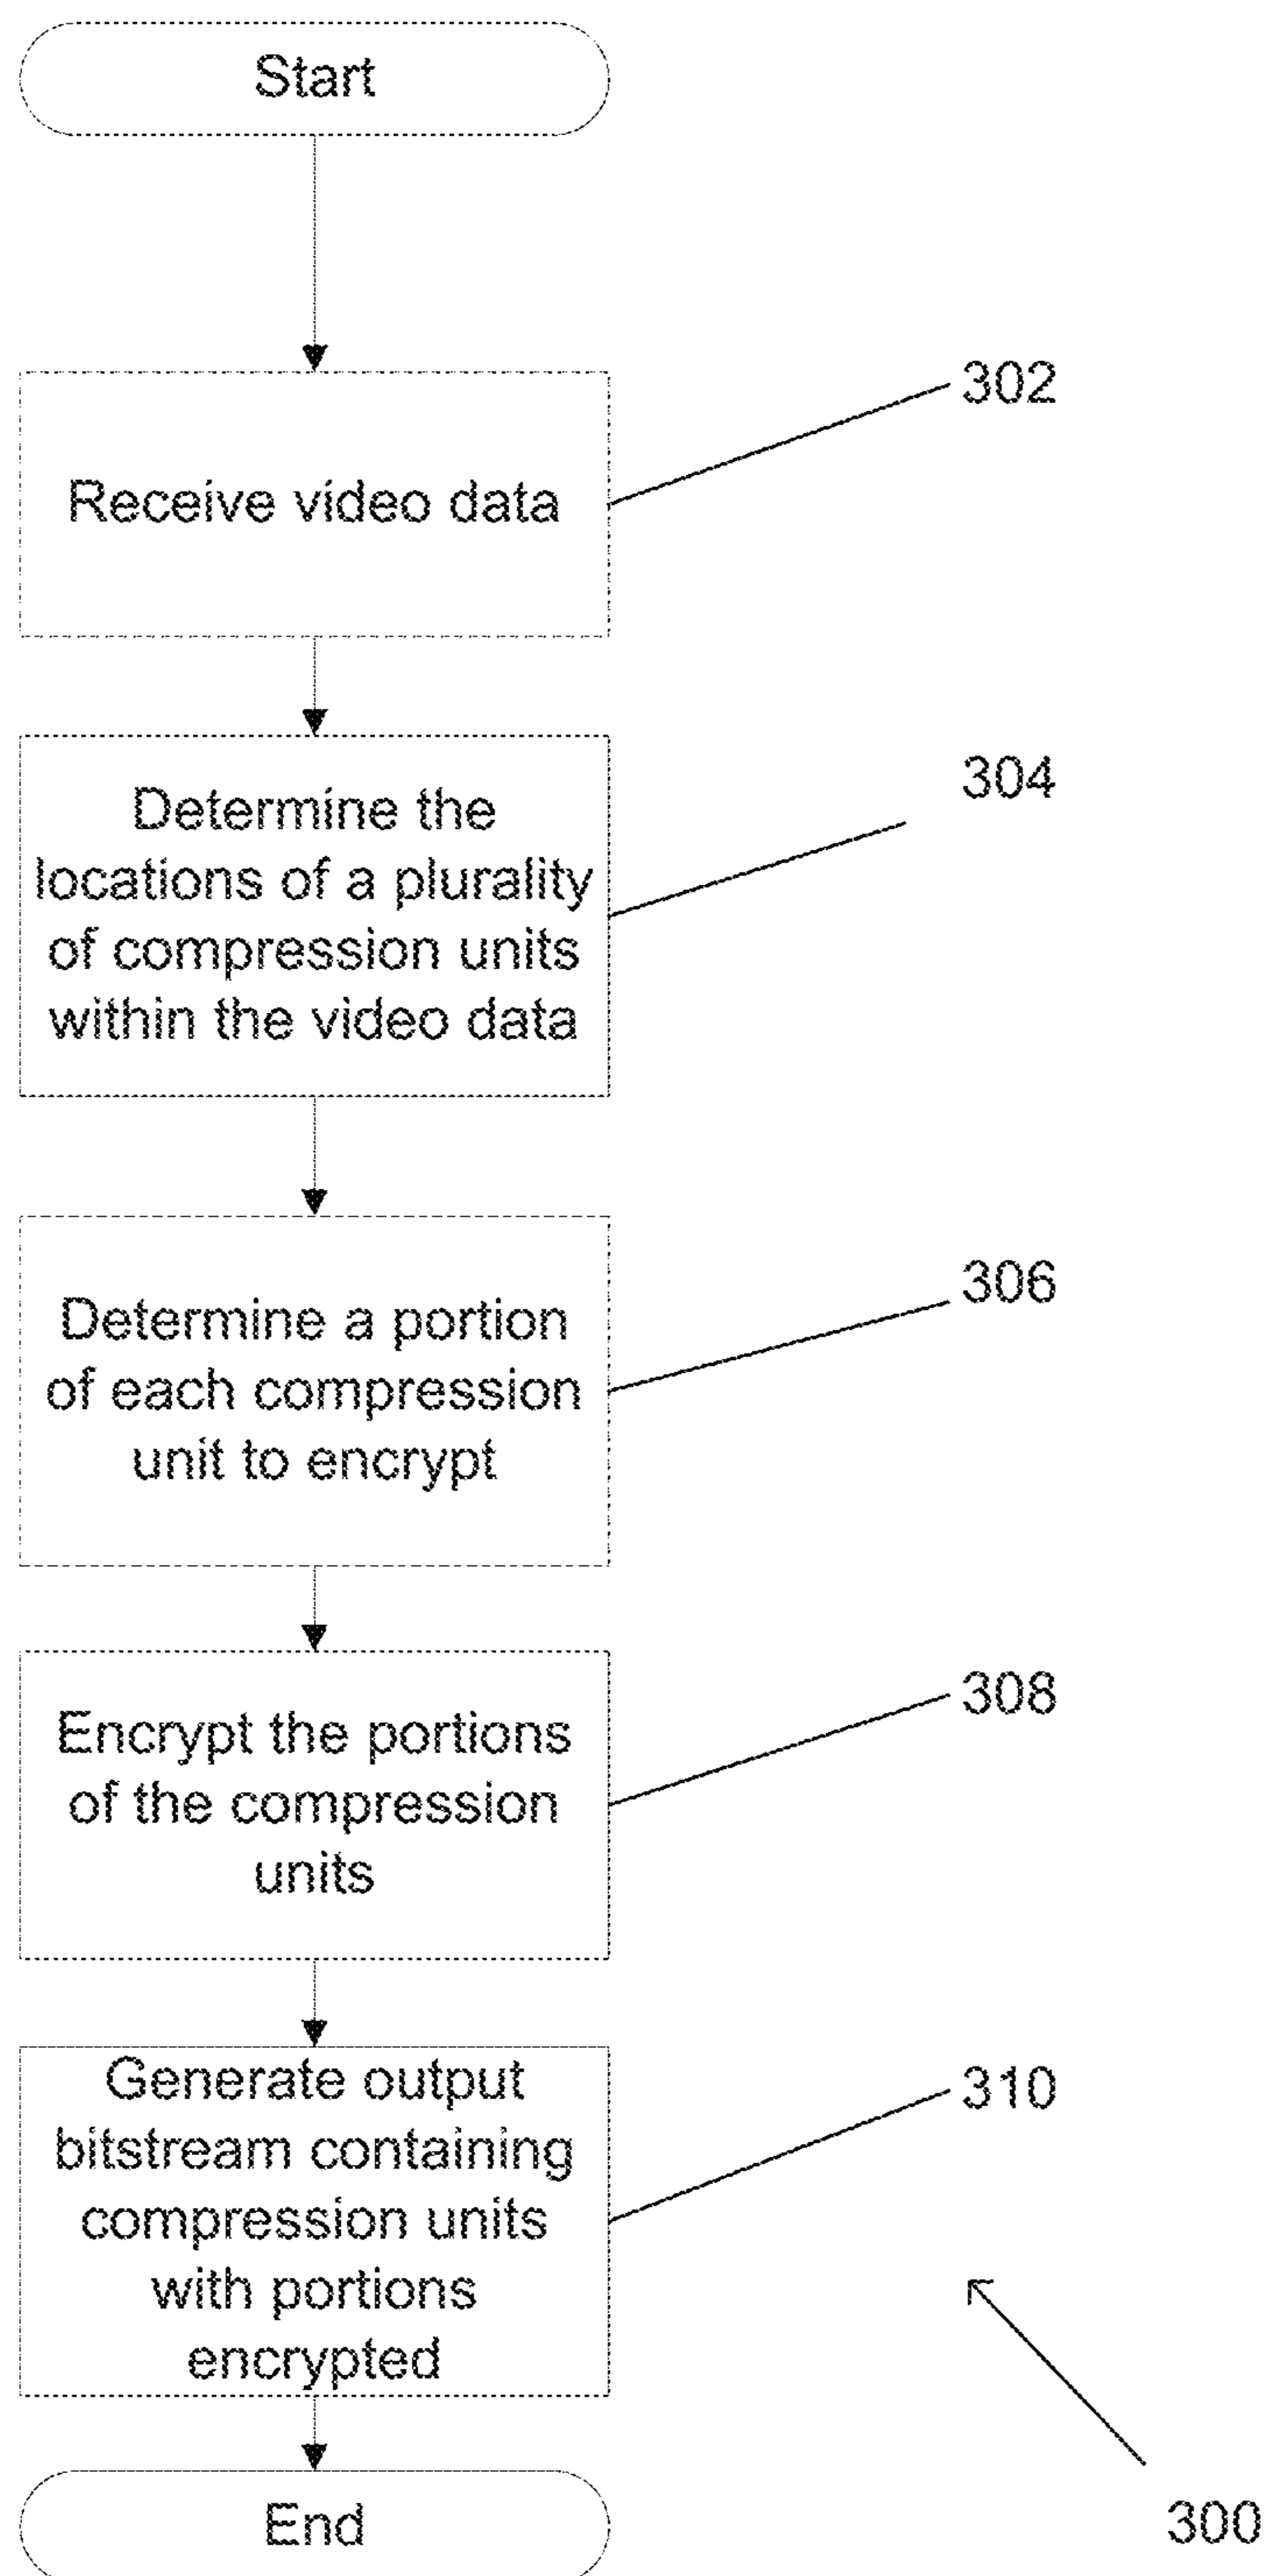 Start
302
Receive video data
304
Determine the
locations of a plurality
of compression units
within the video data
306
Determine a portion
of each compression
unit to encrypt
308
Encrypt the portions
of the compression
units
310
Generate output
bitstream containing
compression units
with portions
encrypted
End
300